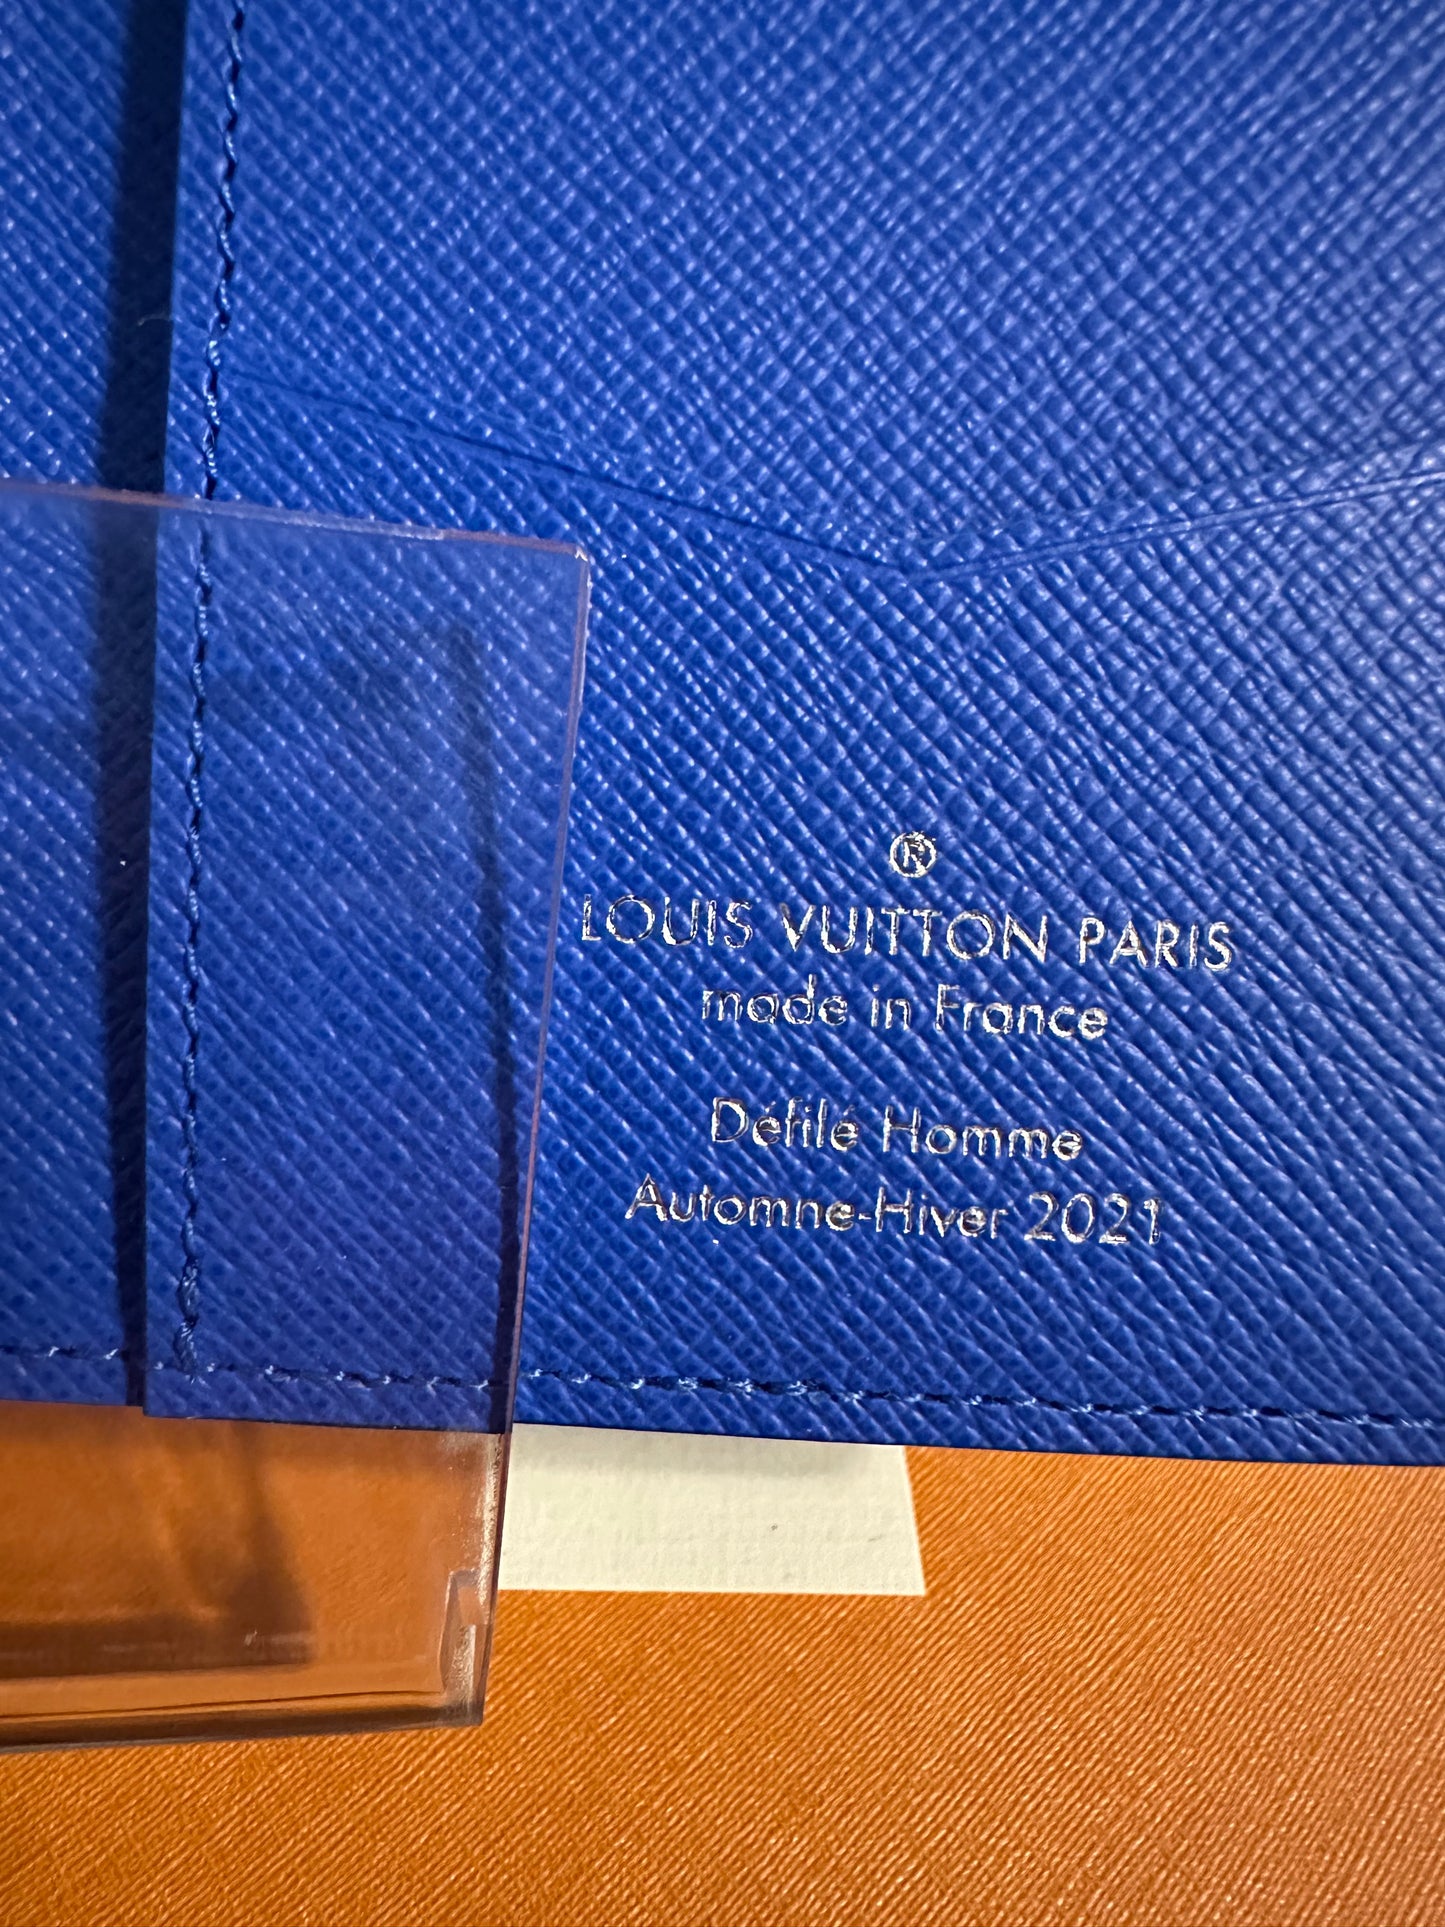 ®
LOUIS VUITTON PARIS
made in France
Défilé Homme
Automne-Hiver 2021